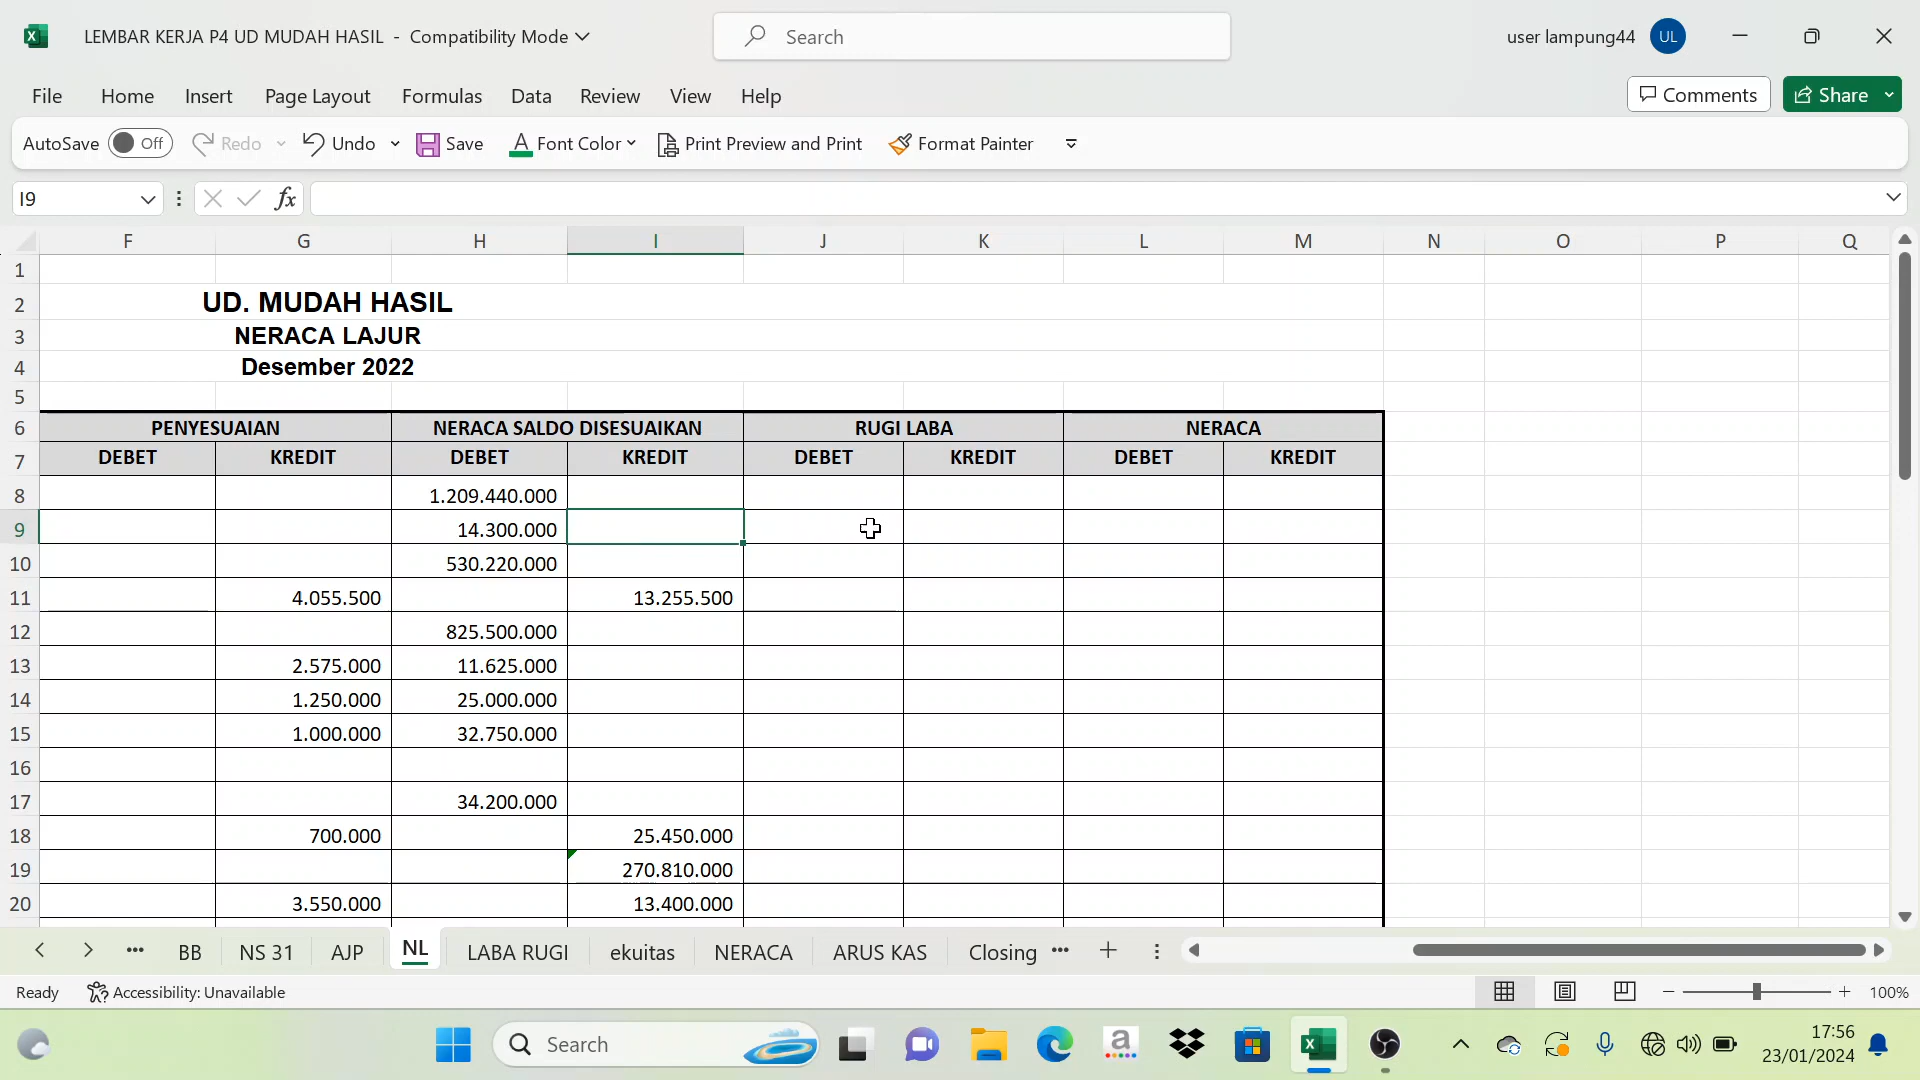 LEMBAR KERJA P4 UD MUDAH HASIL - Compatibility Mode
Search
user lampung44 UL
File Home Insert Page Layout Formulas Data Review View Help
Comments Share
AutoSave Off Redo Undo Save Font Color Print Preview and Print Format Painter
I9 fx
F G H I J K L M N O P Q
1
2 UD. MUDAH HASIL
3 NERACA LAJUR
4 Desember 2022
5
6 PENYESUAIAN NERACA SALDO DISESUAIKAN RUGI LABA NERACA
7 DEBET KREDIT DEBET KREDIT DEBET KREDIT DEBET KREDIT
8 1.209.440.000
9 14.300.000
10 530.220.000
11 4.055.500 13.255.500
12 825.500.000
13 2.575.000 11.625.000
14 1.250.000 25.000.000
15 1.000.000 32.750.000
16
17 34.200.000
18 700.000 25.450.000
19 270.810.000
20 3.550.000 13.400.000
BB NS 31 AJP NL LABA RUGI ekuitas NERACA ARUS KAS Closing
Ready Accessibility: Unavailable 100%
Search
17:56
23/01/2024